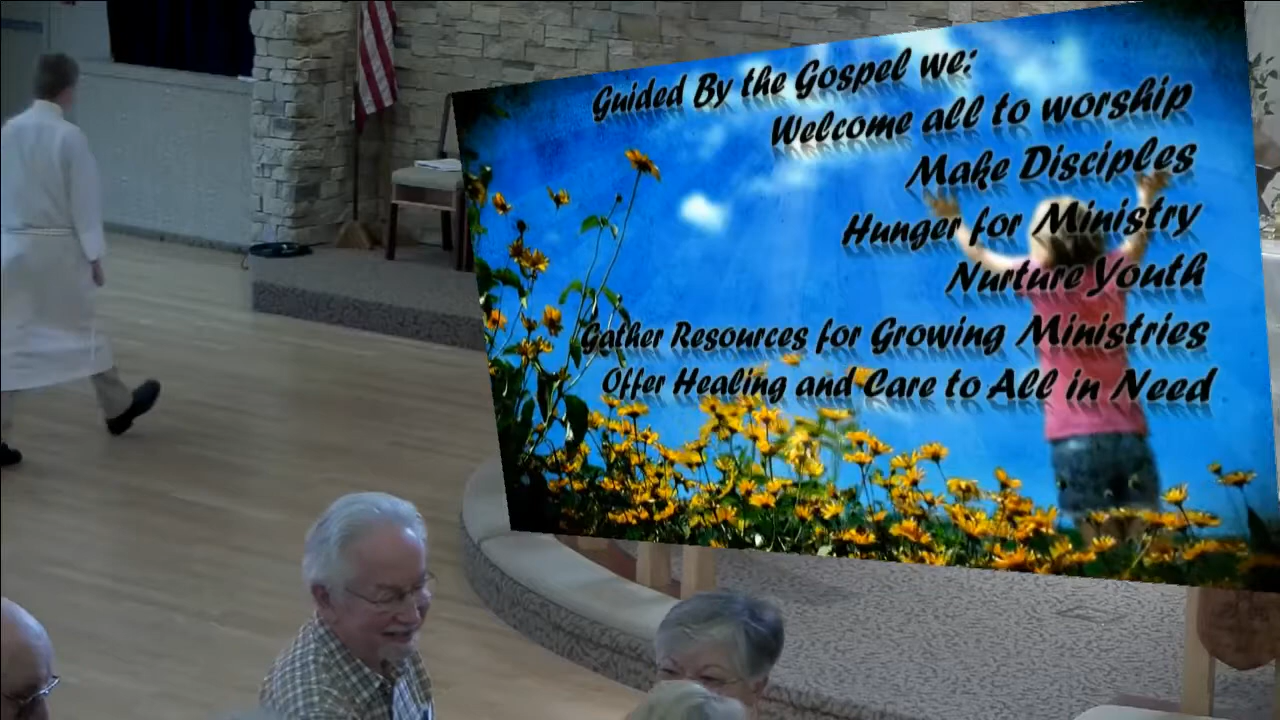 Guided By the Gospel we:
Welcome all to worship
Make Disciples
Hunger for Ministry
Nurture Youth
Gather Resources for Growing Ministries
Offer Healing and Care to All in Need